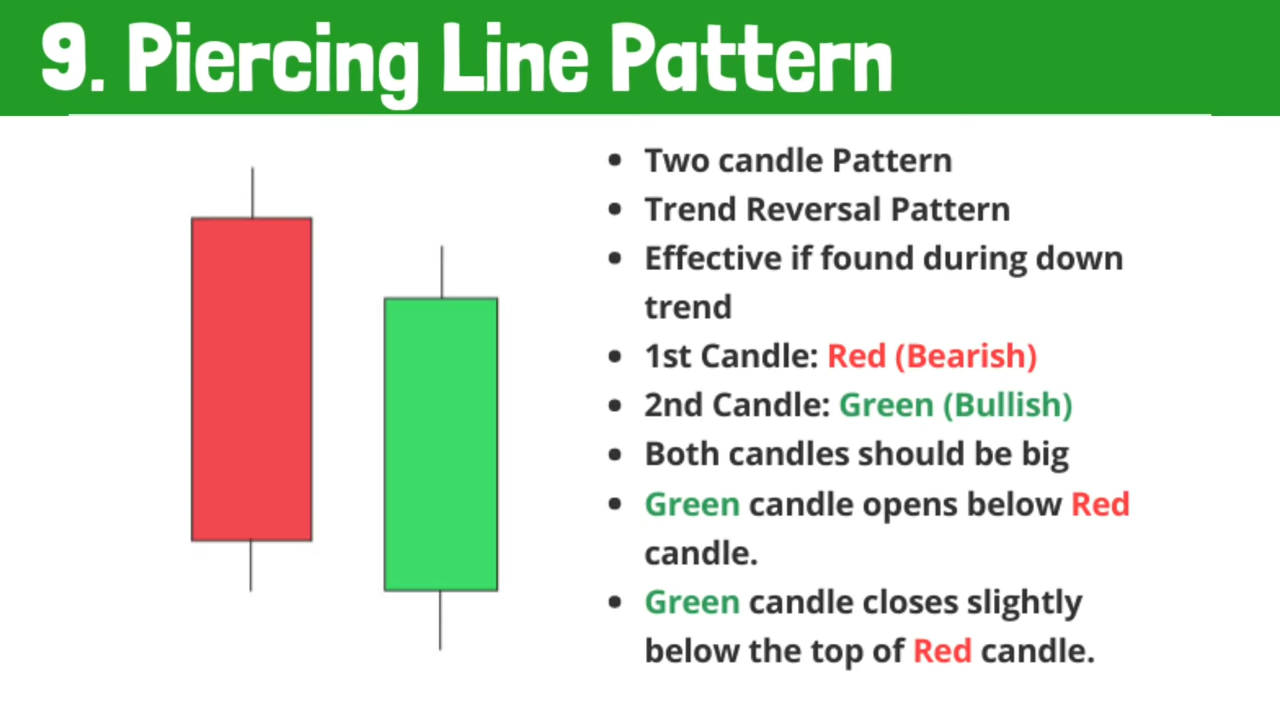 9. Piercing Line Pattern
• Two candle Pattern
• Trend Reversal Pattern
• Effective if found during down
trend
• 1st Candle: Red (Bearish)
• 2nd Candle: Green (Bullish)
• Both candles should be big
• Green candle opens below Red
candle.
• Green candle closes slightly
below the top of Red candle.